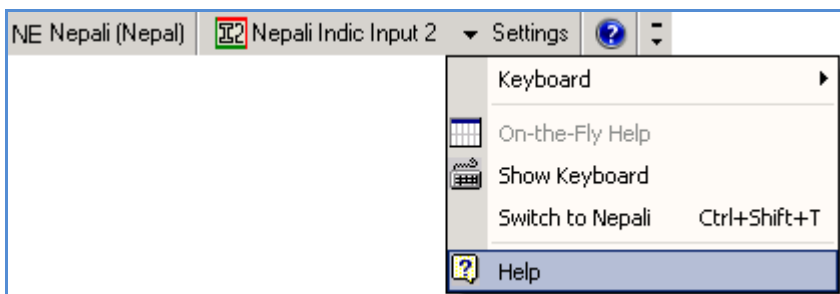 NE Nepali (Nepal) Nepali Indic Input 2 Settings
Keyboard
On-the-Fly Help
Show Keyboard
Switch to Nepali Ctrl+Shift+T
Help